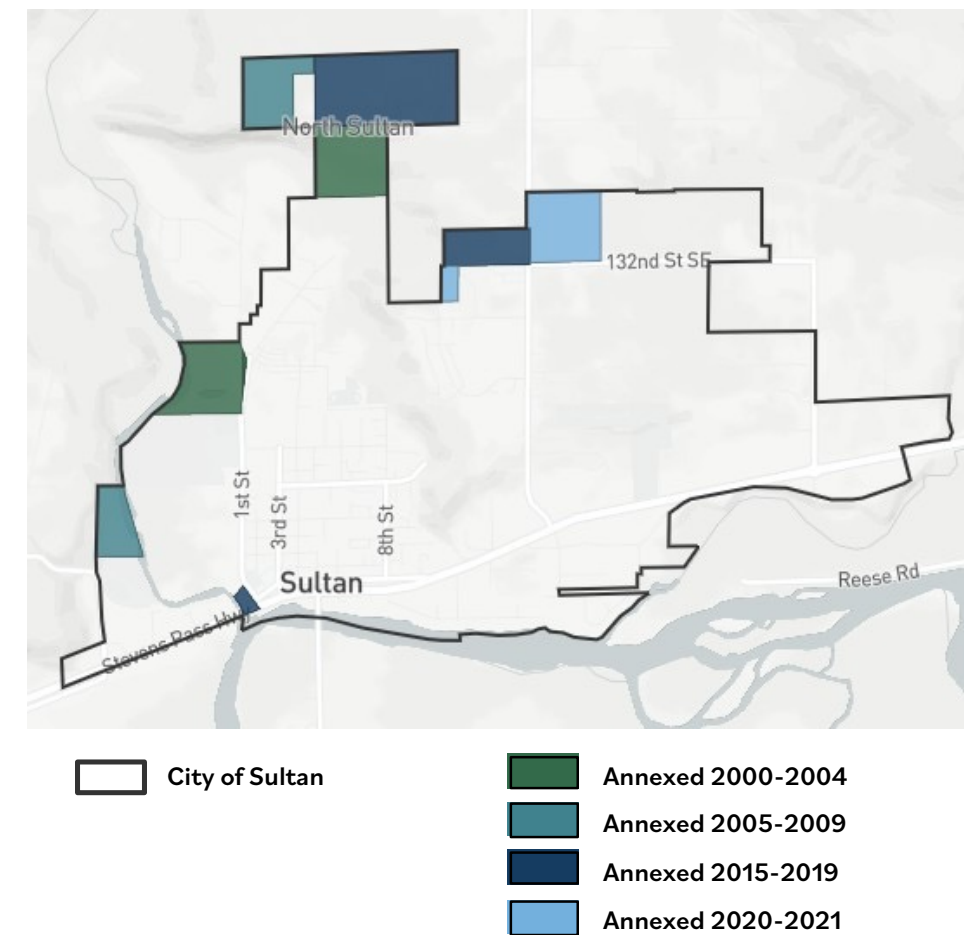 North Sultan
132nd St SE
1st St
3rd St
8th St
Sultan
Reese Rd
Stevens Pass Hwy
City of Sultan
Annexed 2000-2004
Annexed 2005-2009
Annexed 2015-2019
Annexed 2020-2021